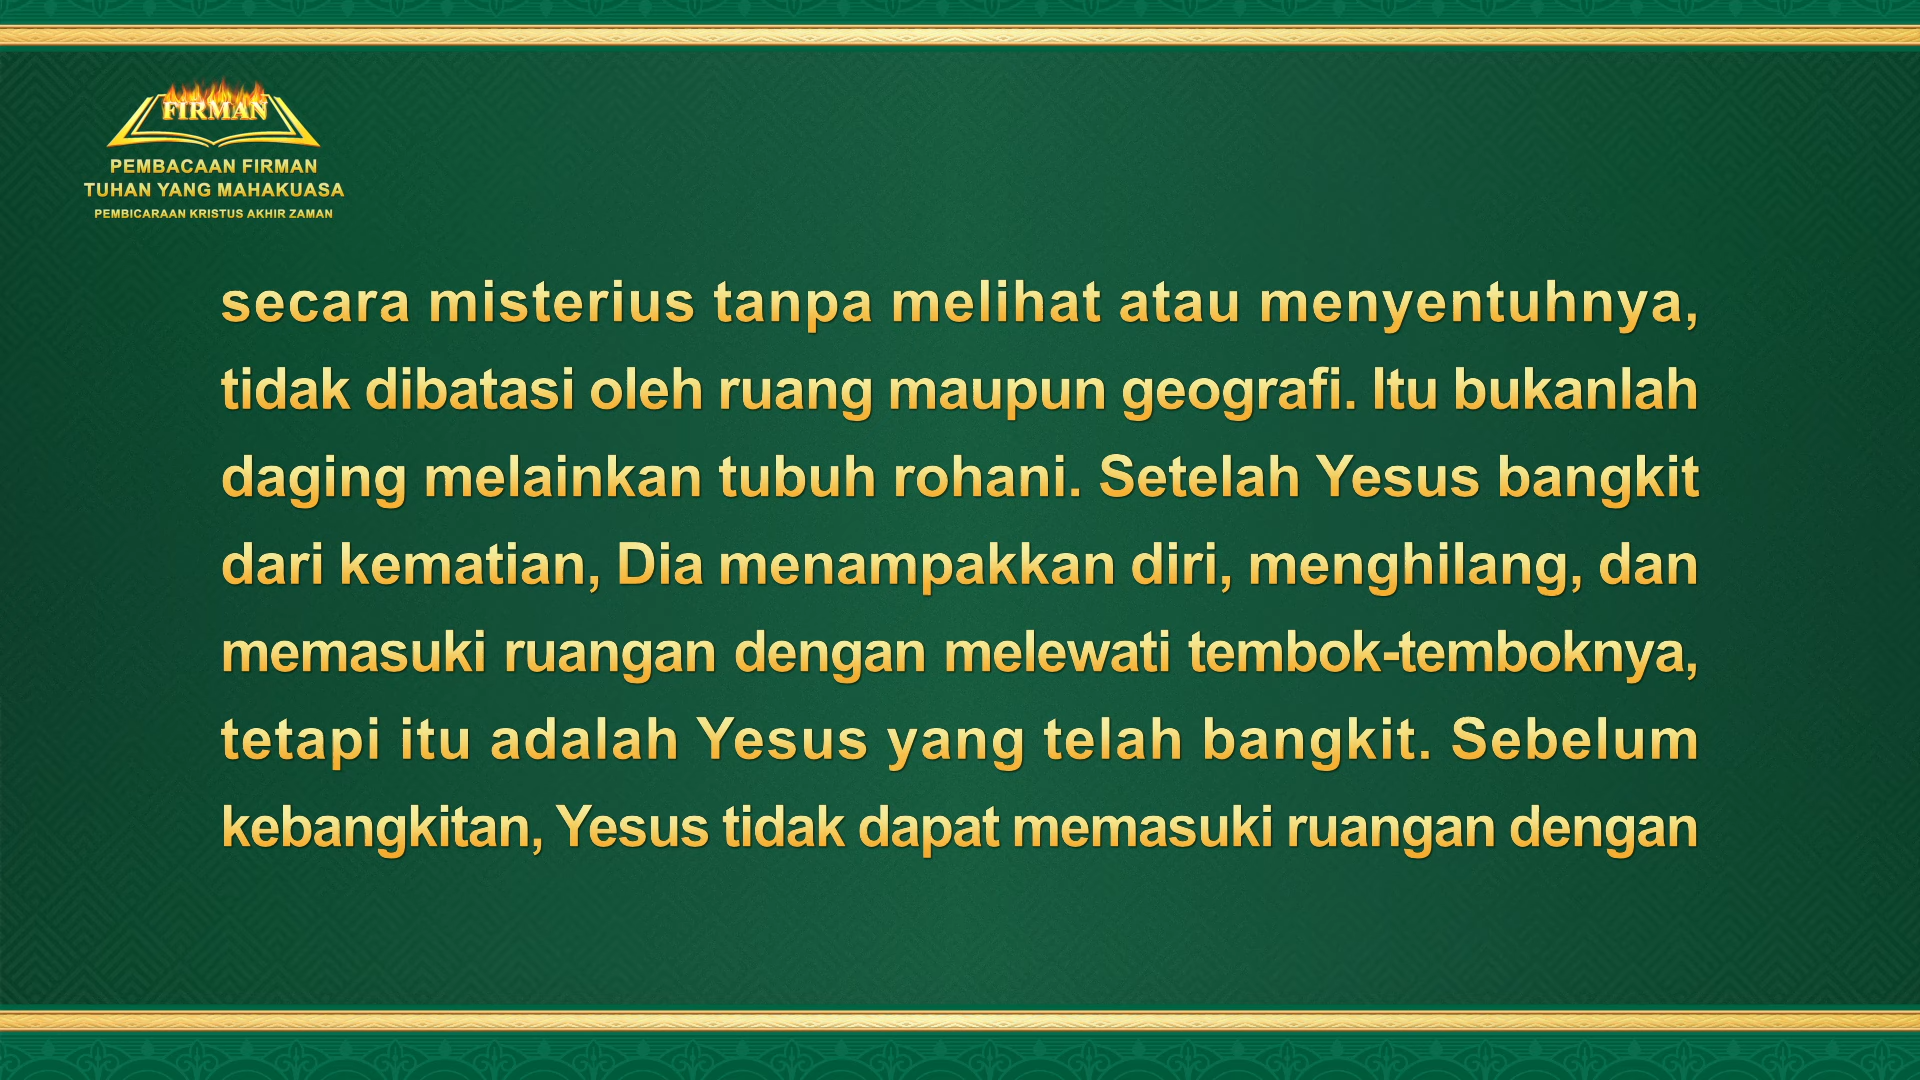 FIRMAN
PEMBACAAN FIRMAN
TUHAN YANG MAHAKUASA
PEMBICARAAN KRISTUS AKHIR ZAMAN
secara misterius tanpa melihat atau menyentuhnya,
tidak dibatasi oleh ruang maupun geografi. Itu bukanlah
daging melainkan tubuh rohani. Setelah Yesus bangkit
dari kematian, Dia menampakkan diri, menghilang, dan
memasuki ruangan dengan melewati tembok-temboknya,
tetapi itu adalah Yesus yang telah bangkit. Sebelum
kebangkitan, Yesus tidak dapat memasuki ruangan dengan